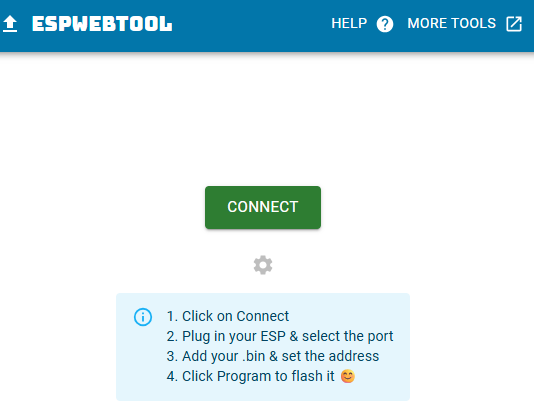 ESPWEBTOOL
HELP
MORE TOOLS
CONNECT
1. Click on Connect
2. Plug in your ESP & select the port
3. Add your .bin & set the address
4. Click Program to flash it 😊